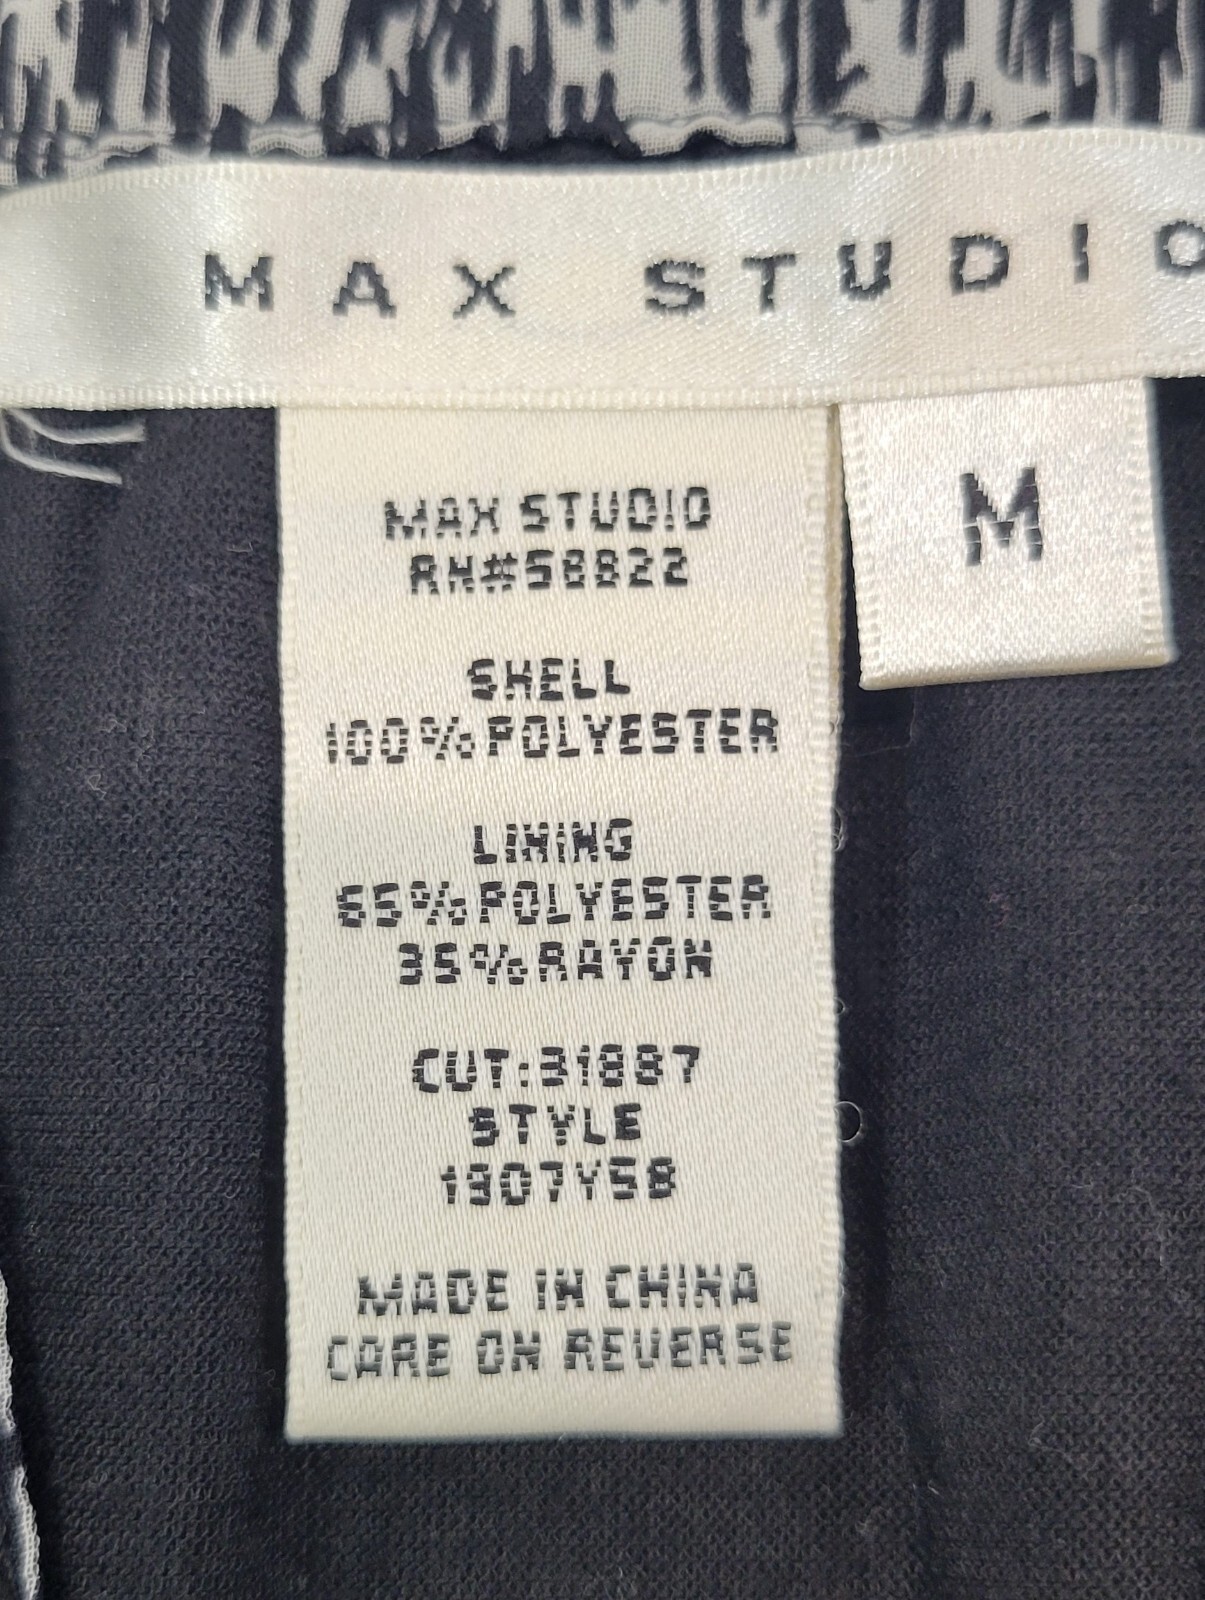 MAX STUDIO
M
MAX STUDIO
RN#58822
SHELL
100%POLYESTER
LINING
65%POLYESTER
35%RAYON
CUT:31887
STYLE
1907Y58
MADE IN CHINA
CARE ON REVERSE